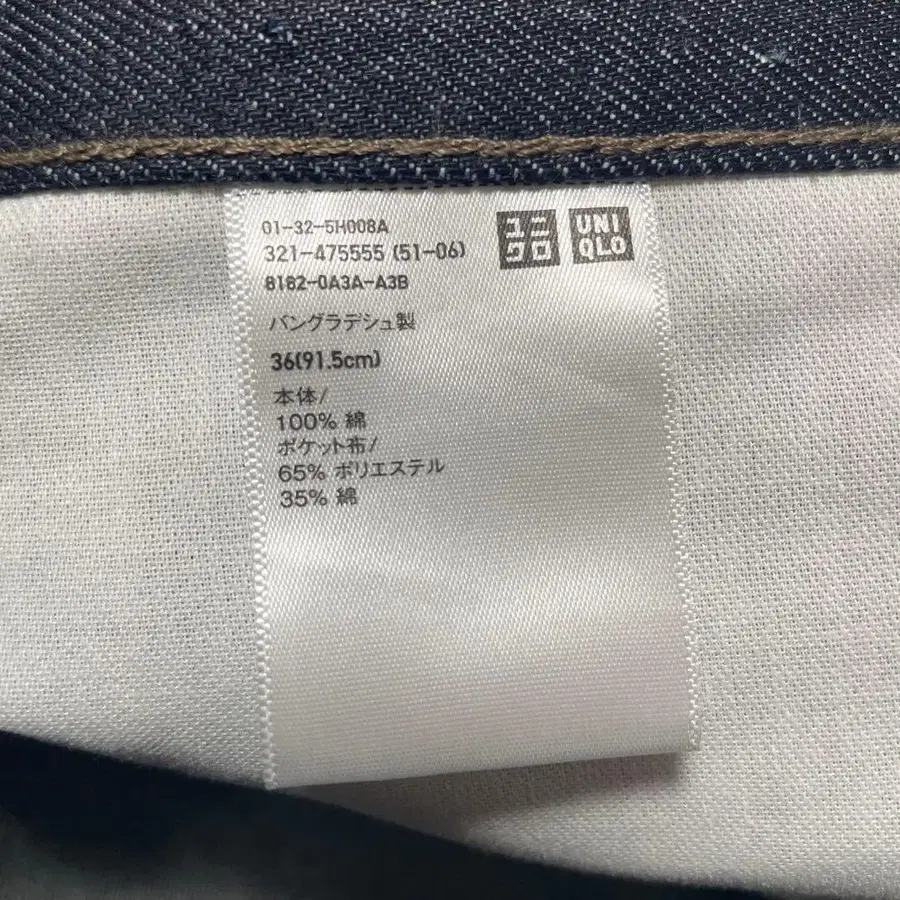 01-32-5H008A
321-475555 (51-06)
8182-0A3A-A3B
ユニ
クロ
UNI
QLO
バングラデシュ製
36(91.5cm)
本体/
100% 綿
ポケット布/
65% ポリエステル
35% 綿